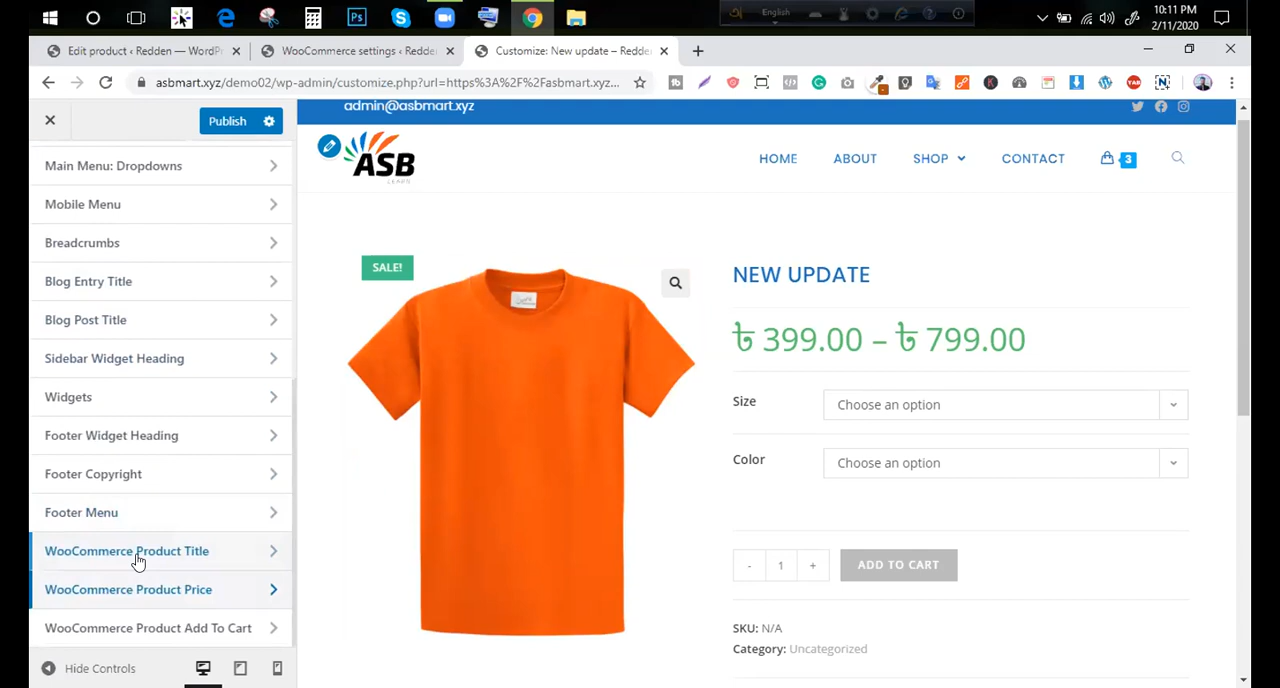 English
10:11 PM
2/11/2020
Edit product ‹ Redden — WordPr
WooCommerce settings ‹ Redden
Customize: New update – Redden
asbmart.xyz/demo02/wp-admin/customize.php?url=https%3A%2F%2Fasbmart.xyz...
Publish
Main Menu: Dropdowns
Mobile Menu
Breadcrumbs
Blog Entry Title
Blog Post Title
Sidebar Widget Heading
Widgets
Footer Widget Heading
Footer Copyright
Footer Menu
WooCommerce Product Title
WooCommerce Product Price
WooCommerce Product Add To Cart
Hide Controls
admin@asbmart.xyz
ASB
LEARN
HOME
ABOUT
SHOP
CONTACT
3
SALE!
NEW UPDATE
৳ 399.00 – ৳ 799.00
Size
Choose an option
Color
Choose an option
- 1 +
ADD TO CART
SKU: N/A
Category: Uncategorized